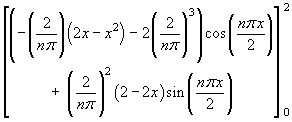 [((-(2/nπ)(2x - x²) - 2(2/nπ)³) cos(nπx/2)
+ (2/nπ)² (2 - 2x) sin(nπx/2)]₀²